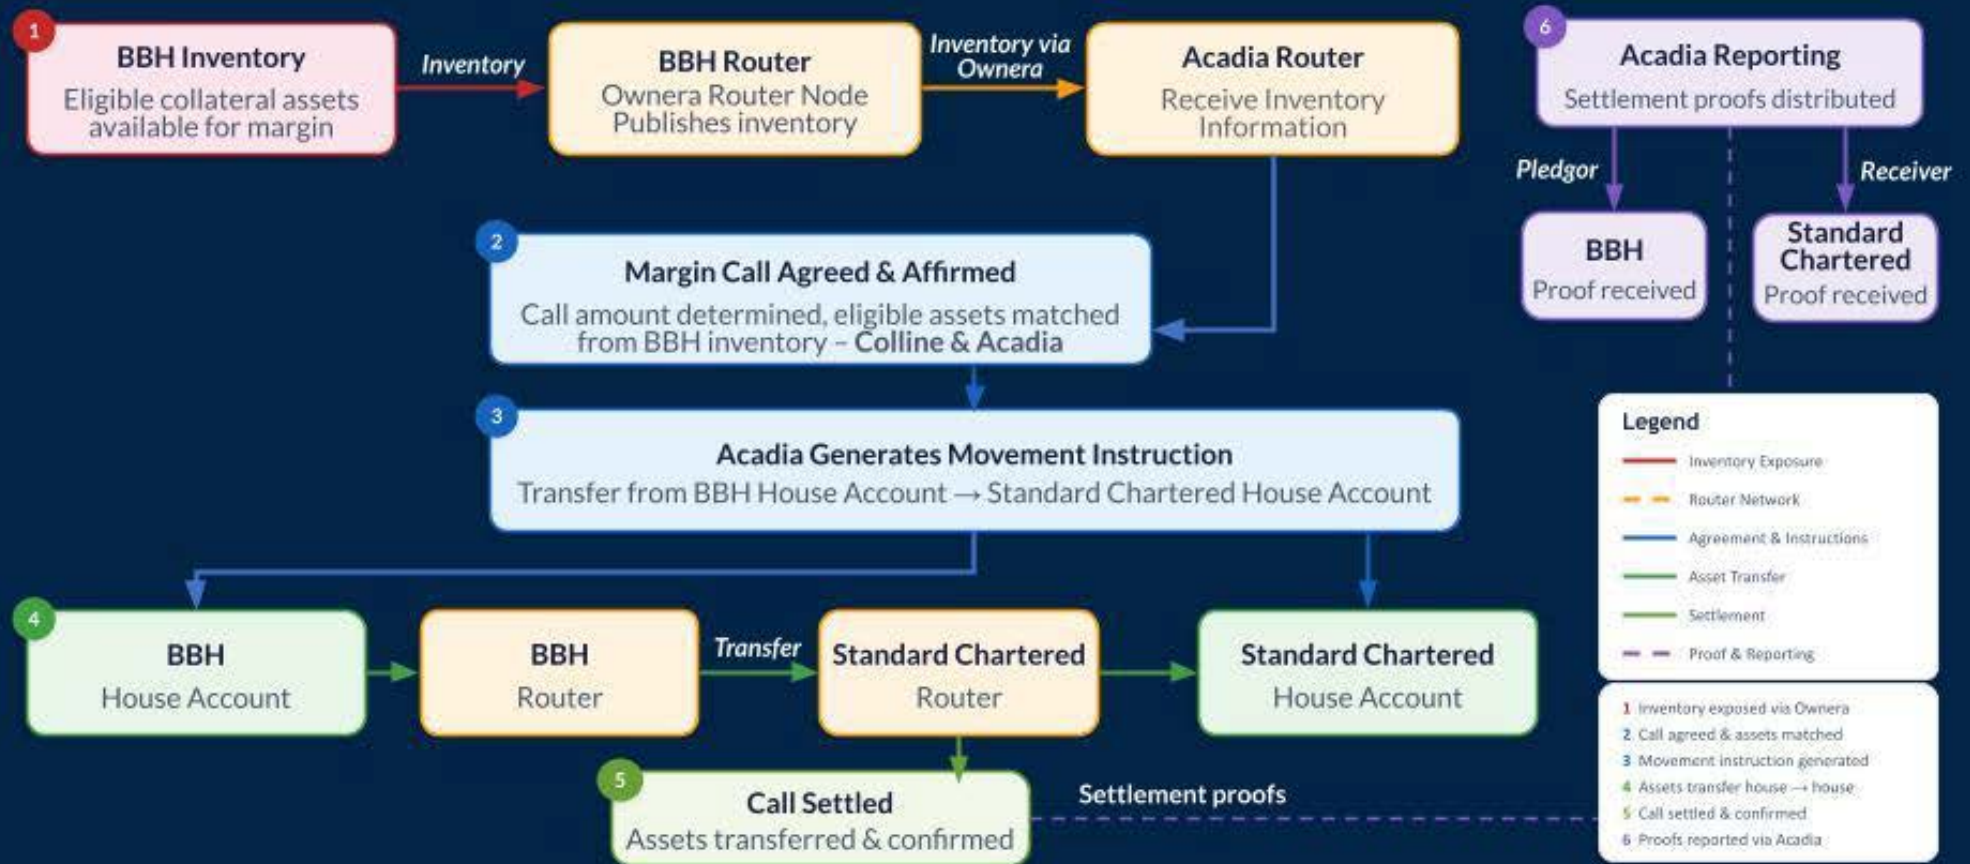 1
BBH Inventory
Eligible collateral assets
available for margin
Inventory
BBH Router
Ownera Router Node
Publishes inventory
Inventory via
Ownera
Acadia Router
Receive Inventory
Information
6
Acadia Reporting
Settlement proofs distributed
Pledgor
Receiver
BBH
Proof received
Standard
Chartered
Proof received
2
Margin Call Agreed & Affirmed
Call amount determined, eligible assets matched
from BBH inventory – Colline & Acadia
3
Acadia Generates Movement Instruction
Transfer from BBH House Account → Standard Chartered House Account
4
BBH
House Account
BBH
Router
Transfer
Standard Chartered
Router
Standard Chartered
House Account
5
Call Settled
Assets transferred & confirmed
Settlement proofs
Legend
Inventory Exposure
Router Network
Agreement & Instructions
Asset Transfer
Settlement
Proof & Reporting
1 Inventory exposed via Ownera
2 Call agreed & assets matched
3 Movement instruction generated
4 Assets transfer house → house
5 Call settled & confirmed
6 Proofs reported via Acadia